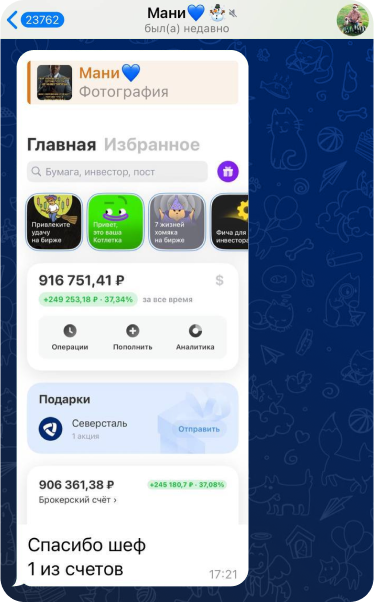 23762
Мани💙⛄
был(а) недавно
Мани💙
Фотография
Главная Избранное
Бумага, инвестор, пост
Привлеките
удачу
на бирже
Привет,
это ваша
Котлетка
7 жизней
хомяка
на бирже
Фича для
инвестора
916 751,41 ₽
$
+249 253,18 ₽ · 37,34% за все время
Операции
Пополнить
Аналитика
Подарки
Северсталь
1 акция
Отправить
906 361,38 ₽
+245 180,7 ₽ · 37,08%
Брокерский счёт ›
Спасибо шеф
1 из счетов
17:21